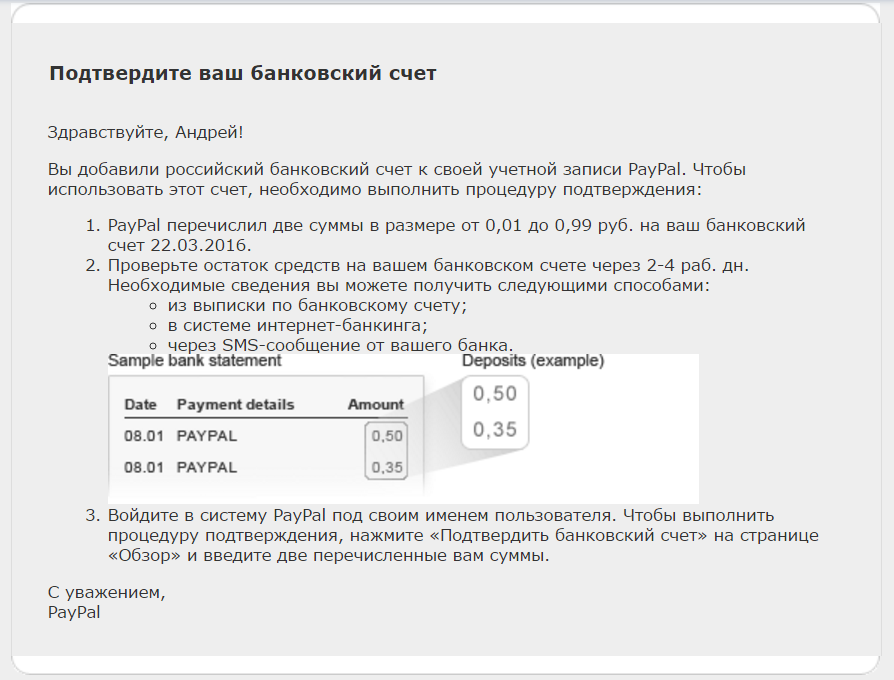 Подтвердите ваш банковский счет
Здравствуйте, Андрей!
Вы добавили российский банковский счет к своей учетной записи PayPal. Чтобы
использовать этот счет, необходимо выполнить процедуру подтверждения:
1. PayPal перечислил две суммы в размере от 0,01 до 0,99 руб. на ваш банковский
счет 22.03.2016.
2. Проверьте остаток средств на вашем банковском счете через 2-4 раб. дн.
Необходимые сведения вы можете получить следующими способами:
◦ из выписки по банковскому счету;
◦ в системе интернет-банкинга;
◦ через SMS-сообщение от вашего банка.
Sample bank statement Deposits (example)
Date Payment details Amount
08.01 PAYPAL 0,50
08.01 PAYPAL 0,35
0,50
0,35
3. Войдите в систему PayPal под своим именем пользователя. Чтобы выполнить
процедуру подтверждения, нажмите «Подтвердить банковский счет» на странице
«Обзор» и введите две перечисленные вам суммы.
С уважением,
PayPal